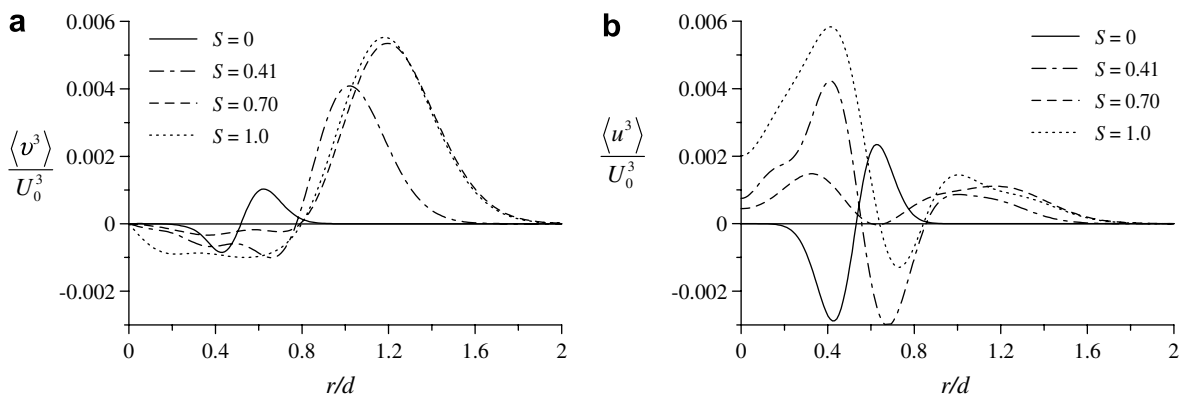 a
0.006
0.004
0.002
0
-0.002
⟨υ³⟩
U₀³
S = 0
S = 0.41
S = 0.70
S = 1.0
0 0.4 0.8 1.2 1.6 2
r/d
b
0.006
0.004
0.002
0
-0.002
⟨u³⟩
U₀³
S = 0
S = 0.41
S = 0.70
S = 1.0
0 0.4 0.8 1.2 1.6 2
r/d